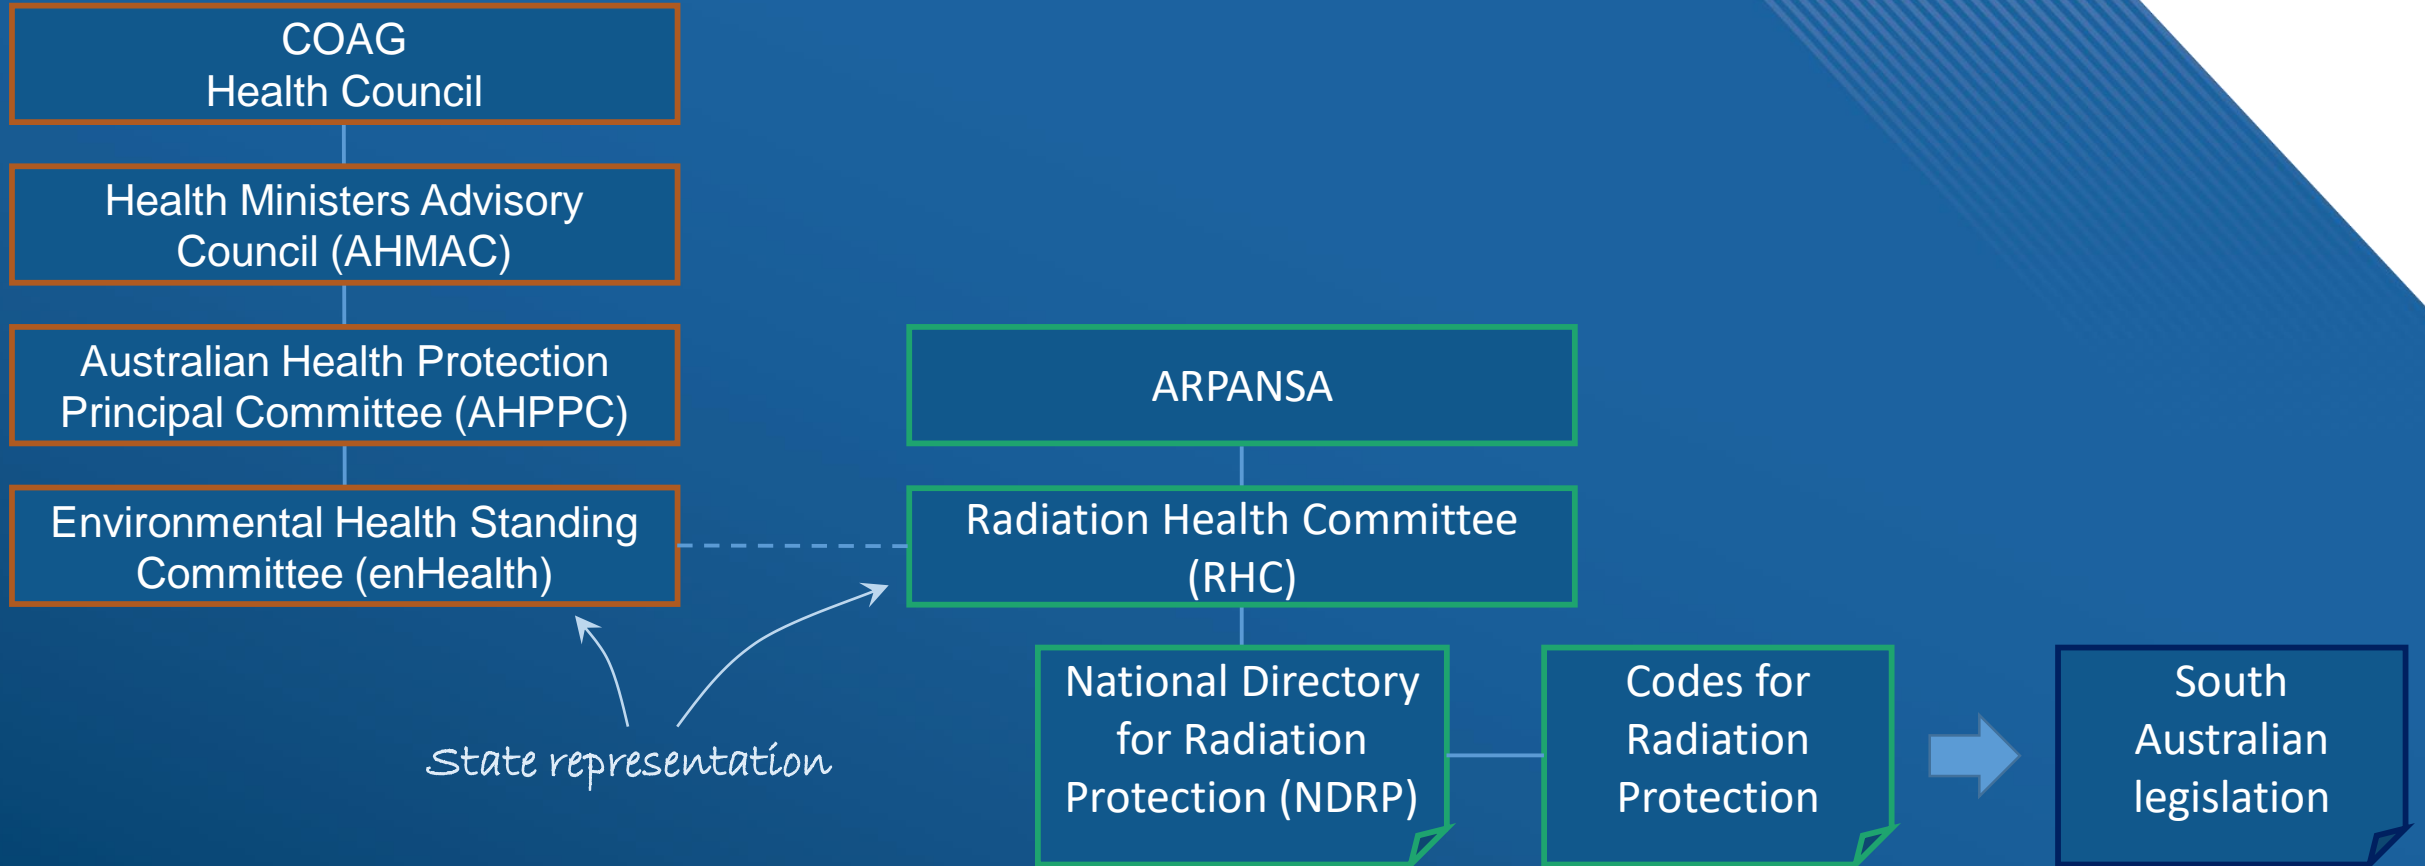 COAG
Health Council
Health Ministers Advisory
Council (AHMAC)
Australian Health Protection
Principal Committee (AHPPC)
Environmental Health Standing
Committee (enHealth)
ARPANSA
Radiation Health Committee
(RHC)
State representation
National Directory
for Radiation
Protection (NDRP)
Codes for
Radiation
Protection
South
Australian
legislation